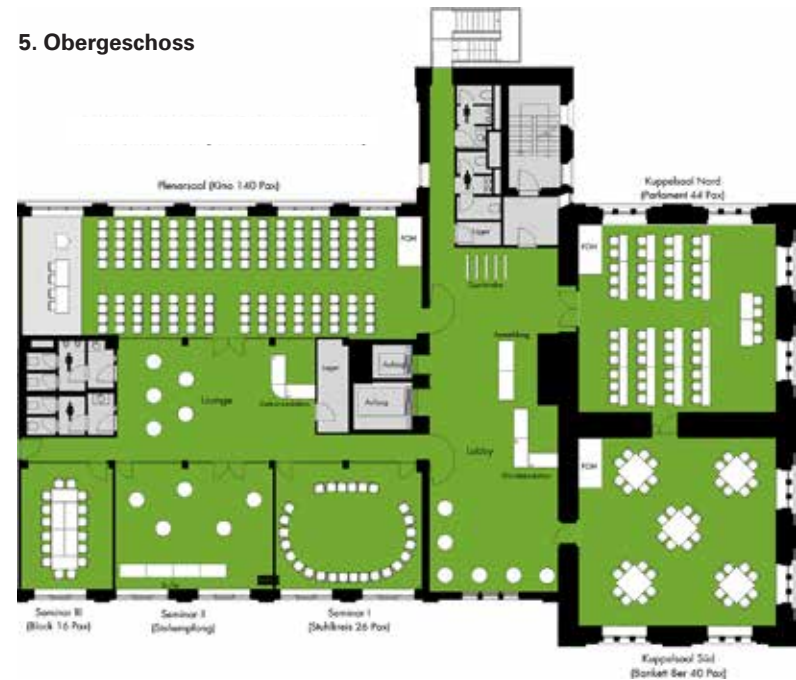 5. Obergeschoss
Plenarsaal (Kino 140 Pax)
Kuppelsaal Nord
(Parlament 44 Pax)
FOH
Lager
FOH
Garderobe
Anmeldung
Lager
Aufzug
Aufzug
Lounge
Lobby
FOH
Seminar III
(Block 16 Pax)
Seminar II
(Stehempfang)
Seminar I
(Stuhlkreis 26 Pax)
Kuppelsaal Süd
(Bankett 8er 40 Pax)